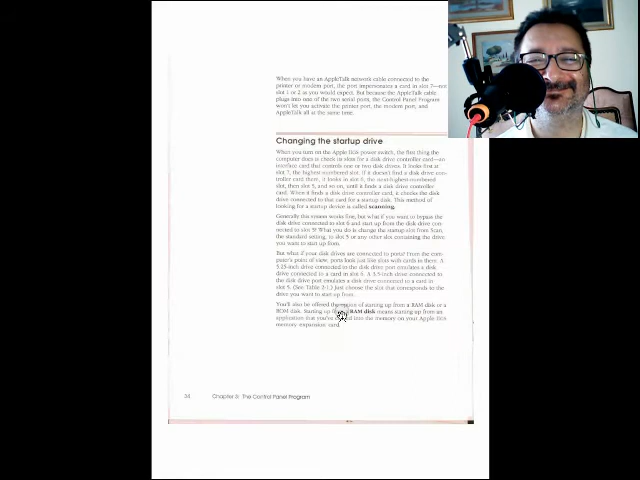 When you have an AppleTalk network cable connected to the
printer or modem port, the port impersonates a card in slot 7—not
slot 1 or 2 as you would expect. But because the AppleTalk cable
plugs into one of the two serial ports, the Control Panel Program
won't let you activate the printer port, the modem port, and
AppleTalk all at the same time.
Changing the startup drive
When you turn on the Apple IIGS power switch, the first thing the
computer does is check its slots for a disk drive controller card—an
interface card that controls one or two disk drives. It looks first at
slot 7, the highest-numbered slot. If it doesn't find a disk drive con-
troller card there, it looks in slot 6, the next-highest-numbered
slot, then slot 5, and so on, until it finds a disk drive controller
card. When it finds a disk drive controller card, it checks the disk
drive connected to that card for a startup disk. This method of
looking for a startup device is called scanning.
Generally this system works fine, but what if you want to bypass the
disk drive connected to slot 6 and start up from the disk drive con-
nected to slot 5? What you do is change the startup slot from Scan,
the standard setting, to slot 5 or any other slot containing the drive
you want to start up from.
But what if your disk drives are connected to ports? From the com-
puter's point of view, ports look just like slots with cards in them. A
5.25-inch drive connected to the disk drive port emulates a disk
drive connected to a card in slot 6. A 3.5-inch drive connected to
the disk drive port emulates a disk drive connected to a card in
slot 5. (See Table 2-1.) Just choose the slot that corresponds to the
drive you want to start up from.
You'll also be offered the option of starting up from a RAM disk or a
ROM disk. Starting up from a RAM disk means starting up from an
application that you've into the memory on your Apple IIGS
memory expansion card.
Chapter 3: The Control Panel Program